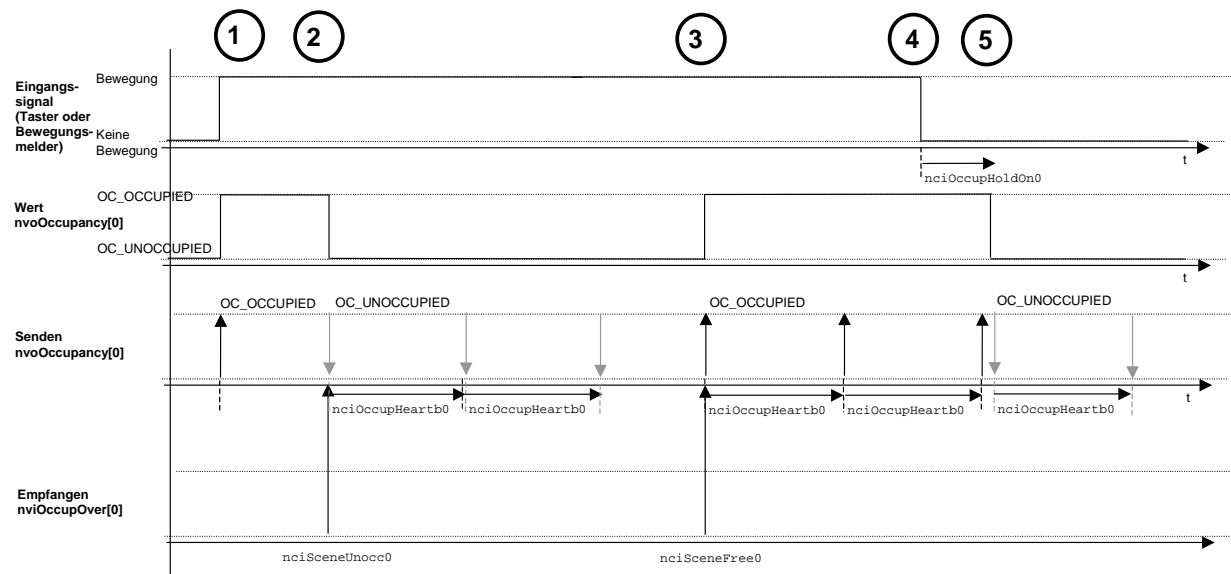 1 2 3 4 5
Eingangs-
signal
(Taster oder
Bewegungs-
melder)
Bewegung
Keine
Bewegung
t
nciOccupHoldOn0
Wert
nvoOccupancy[0]
OC_OCCUPIED
OC_UNOCCUPIED
t
OC_OCCUPIED OC_UNOCCUPIED OC_OCCUPIED OC_UNOCCUPIED
Senden
nvoOccupancy[0]
t
nciOccupHeartb0 nciOccupHeartb0 nciOccupHeartb0 nciOccupHeartb0 nciOccupHeartb0
Empfangen
nviOccupOver[0]
nciSceneUnocc0 nciSceneFree0